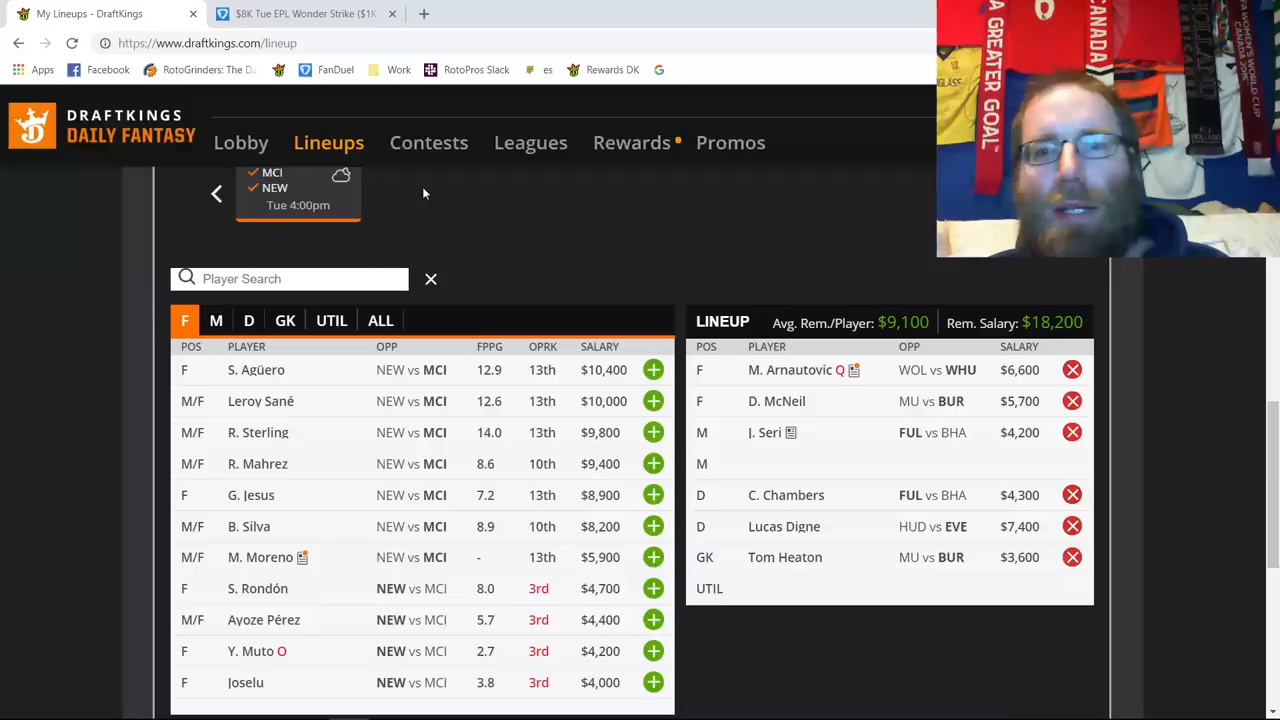 My Lineups - DraftKings
$8K Tue EPL Wonder Strike ($1K
https://www.draftkings.com/lineup
Apps Facebook RotoGrinders: The D FanDuel RotoPros Slack es Rewards DK
DRAFTKINGS
DAILY FANTASY
Lobby Lineups Contests Leagues Rewards Promos
MCI
NEW
Tue 4:00pm
Player Search
F M D GK UTIL ALL
POS PLAYER OPP FPPG OPRK SALARY
F S. Agüero NEW vs MCI 12.9 13th $10,400
M/F Leroy Sané NEW vs MCI 12.6 13th $10,000
M/F R. Sterling NEW vs MCI 14.0 13th $9,800
M/F R. Mahrez NEW vs MCI 8.6 10th $9,400
F G. Jesus NEW vs MCI 7.2 13th $8,900
M/F B. Silva NEW vs MCI 8.9 10th $8,200
M/F M. Moreno NEW vs MCI - 13th $5,900
F S. Rondón NEW vs MCI 8.0 3rd $4,700
M/F Ayoze Pérez NEW vs MCI 5.7 3rd $4,400
F Y. Muto O NEW vs MCI 2.7 3rd $4,200
F Joselu NEW vs MCI 3.8 3rd $4,000
LINEUP Avg. Rem./Player: $9,100 Rem. Salary: $18,200
POS PLAYER OPP SALARY
F M. Arnautovic Q WOL vs WHU $6,600
F D. McNeil MU vs BUR $5,700
M J. Seri FUL vs BHA $4,200
M
D C. Chambers FUL vs BHA $4,300
D Lucas Digne HUD vs EVE $7,400
GK Tom Heaton MU vs BUR $3,600
UTIL
A GREATER GOAL
CANADA
HOLLAND
FIFA WOMEN'S WORLD CUP
CANADA 2015